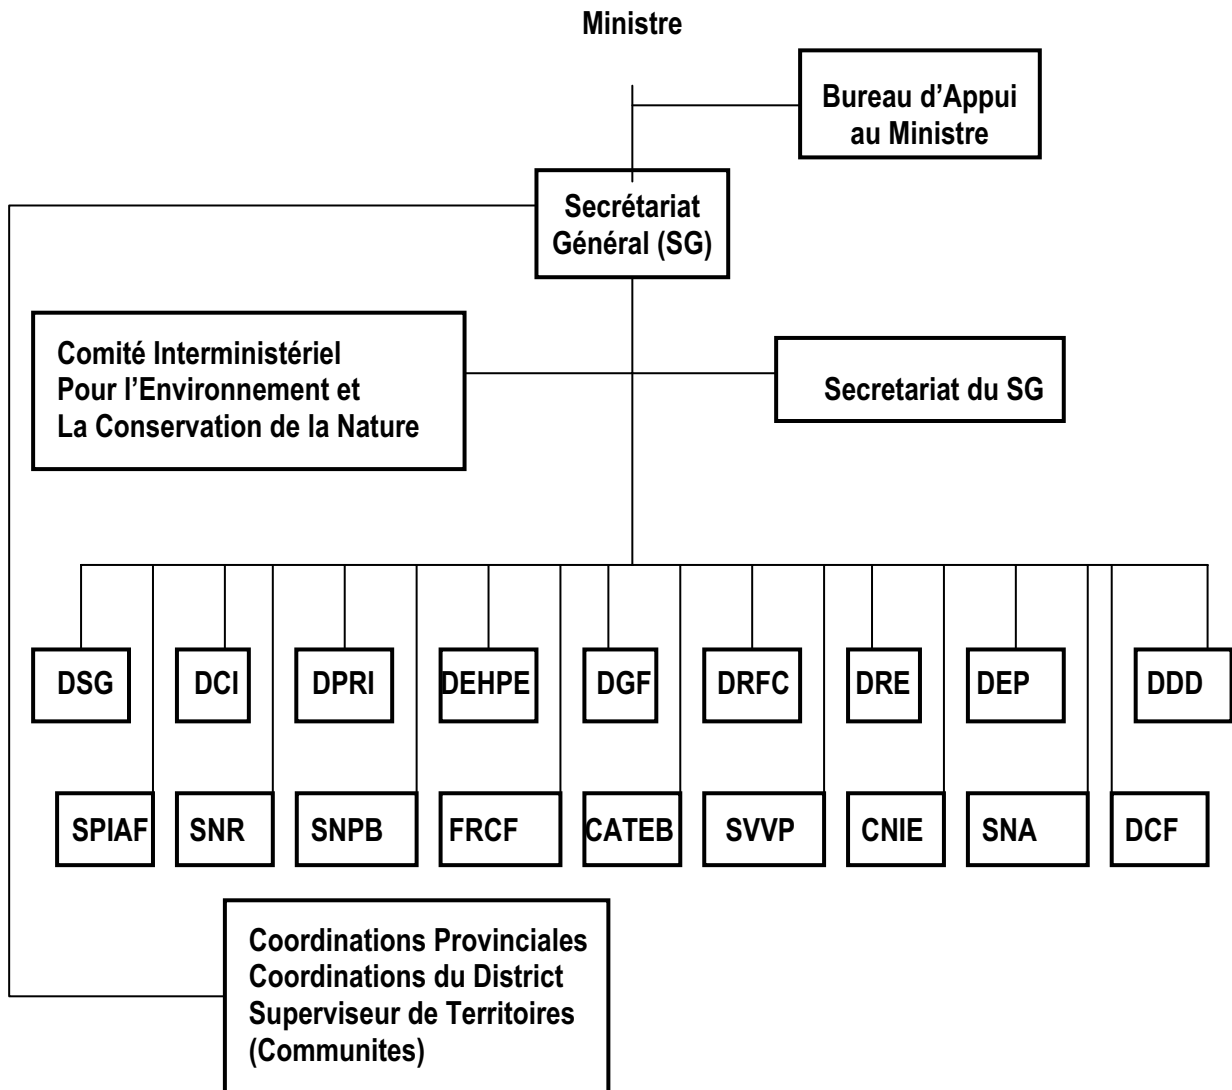 Ministre
Bureau d’Appui
au Ministre
Secrétariat
Général (SG)
Comité Interministériel
Pour l’Environnement et
La Conservation de la Nature
Secretariat du SG
DSG
DCI
DPRI
DEHPE
DGF
DRFC
DRE
DEP
DDD
SPIAF
SNR
SNPB
FRCF
CATEB
SVVP
CNIE
SNA
DCF
Coordinations Provinciales
Coordinations du District
Superviseur de Territoires
(Communites)